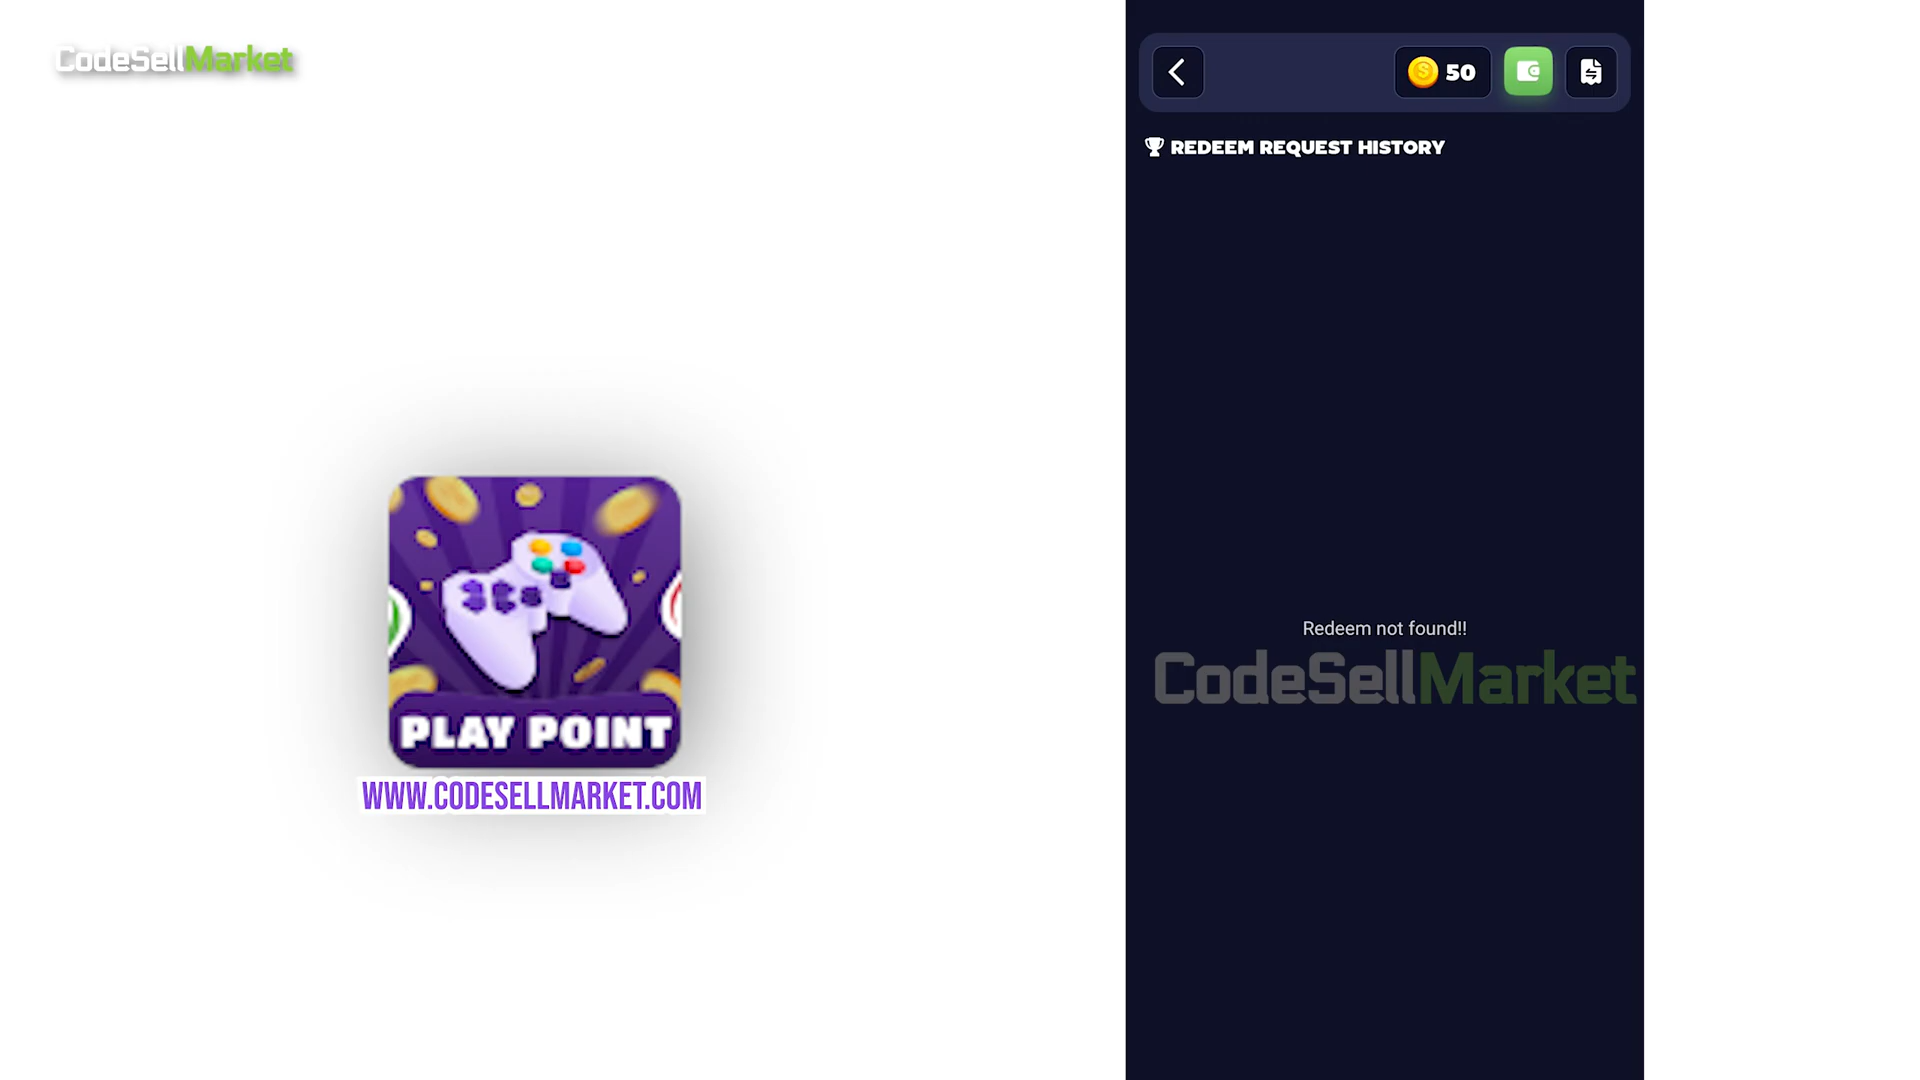 CodeSellMarket
PLAY POINT
WWW.CODESELLMARKET.COM
50
REDEEM REQUEST HISTORY
Redeem not found!!
CodeSellMarket